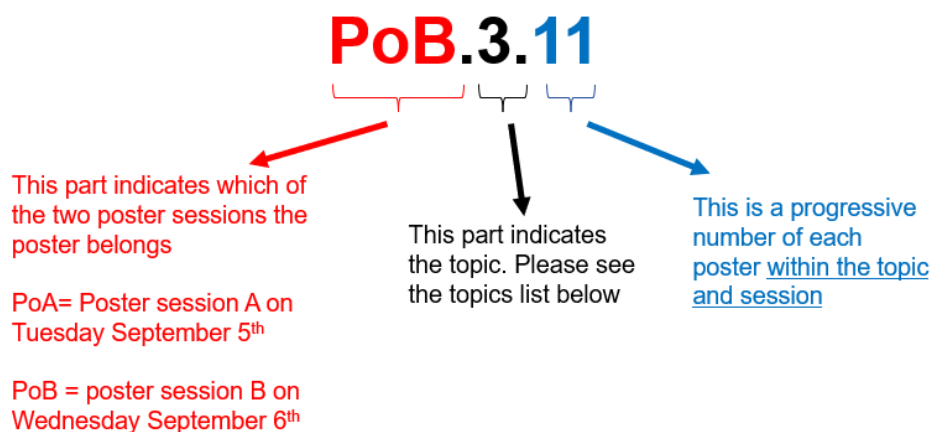 PoB.3.11
This part indicates which of
the two poster sessions the
poster belongs
PoA= Poster session A on
Tuesday September 5th
PoB = poster session B on
Wednesday September 6th
This part indicates
the topic. Please see
the topics list below
This is a progressive
number of each
poster within the topic
and session